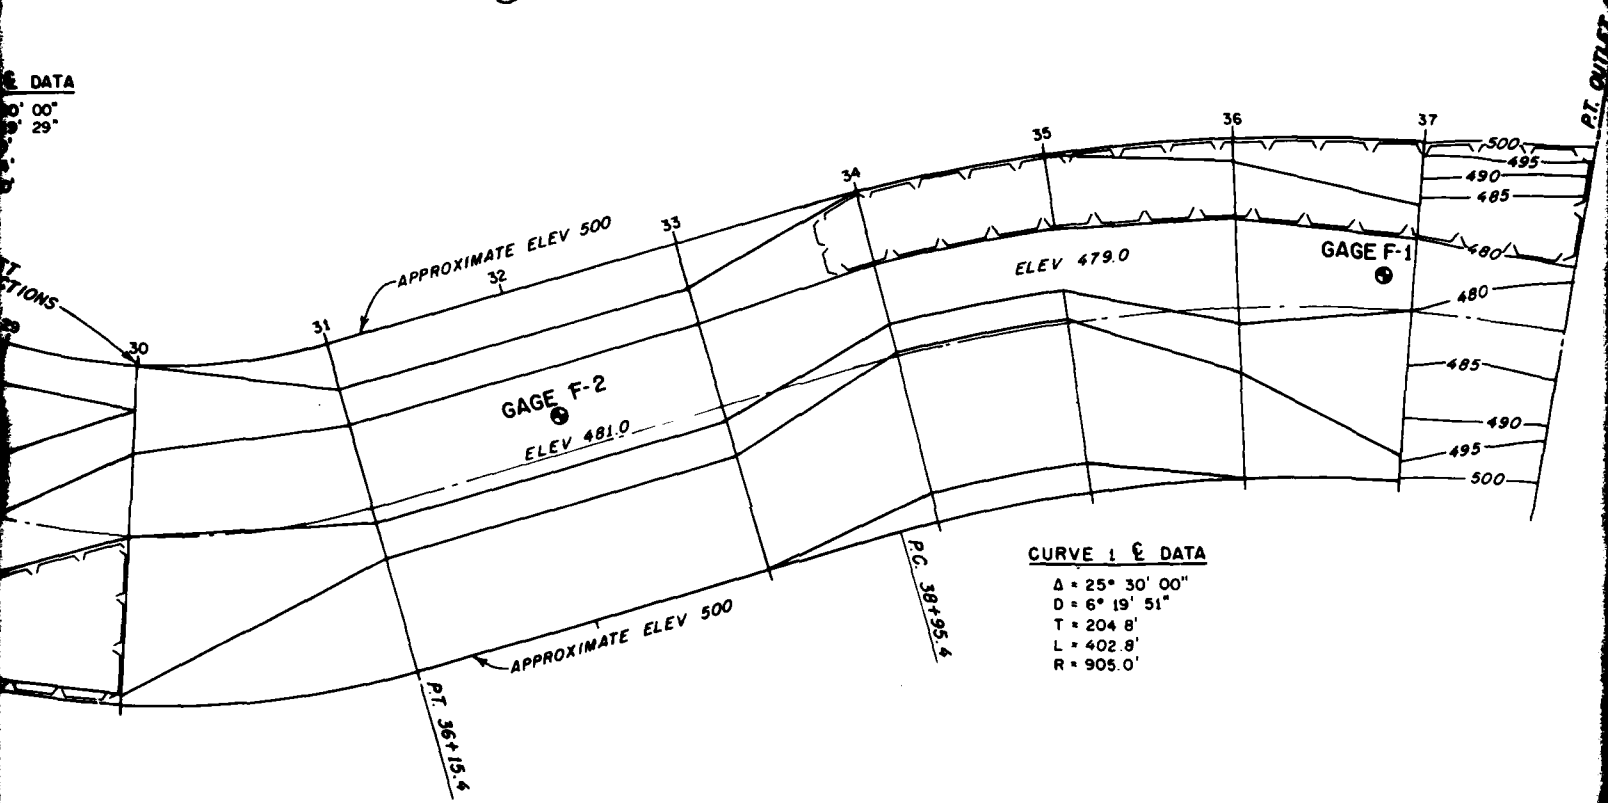 ℄ DATA
00"
29"
29
30
31
32
33
34
35
36
37
P.T. OUTLET
500
495
490
485
480
480
485
490
495
500
APPROXIMATE ELEV 500
GAGE F-1
ELEV 479.0
GAGE F-2
ELEV 481.0
APPROXIMATE ELEV 500
P.C. 38+95.4
P.T. 36+15.4
CURVE 1 ℄ DATA
Δ = 25° 30' 00"
D = 6° 19' 51"
T = 204.8'
L = 402.8'
R = 905.0'